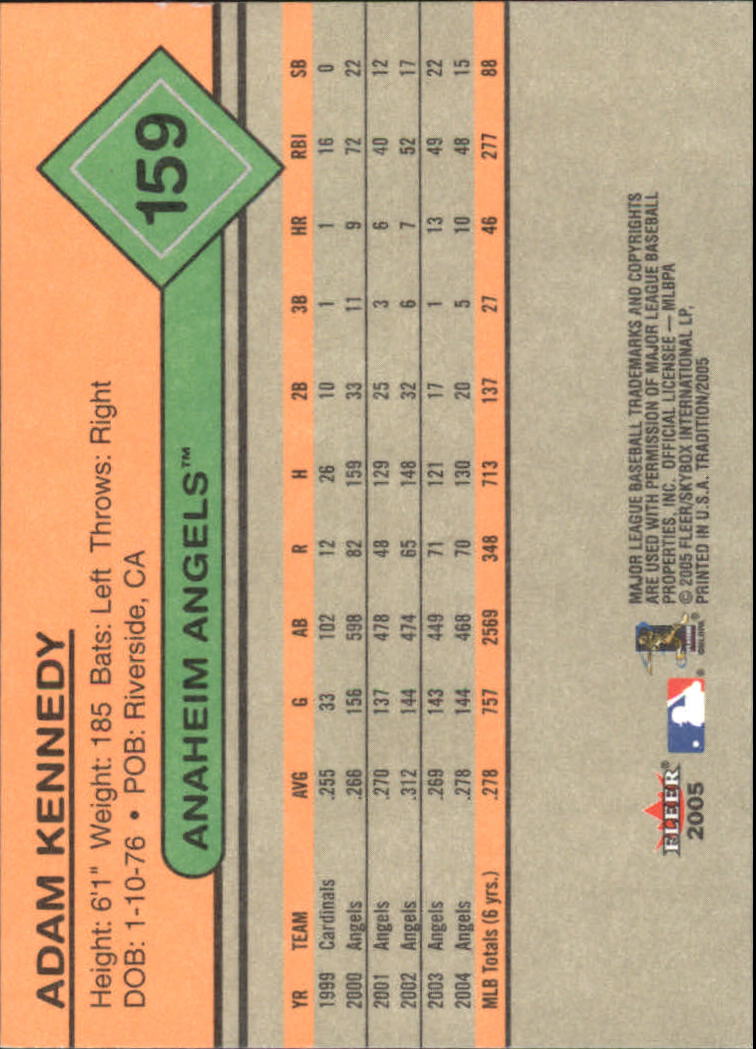 159
ADAM KENNEDY
Height: 6'1" Weight: 185 Bats: Left Throws: Right
DOB: 1-10-76 • POB: Riverside, CA
ANAHEIM ANGELS™
YR TEAM AVG G AB R H 2B 3B HR RBI SB
1999 Cardinals .255 33 102 12 26 10 1 1 16 0
2000 Angels .266 156 598 82 159 33 11 9 72 22
2001 Angels .270 137 478 48 129 25 3 6 40 12
2002 Angels .312 144 474 65 148 32 6 7 52 17
2003 Angels .269 143 449 71 121 17 1 13 49 22
2004 Angels .278 144 468 70 130 20 5 10 48 15
MLB Totals (6 yrs.) .278 757 2569 348 713 137 27 46 277 88
FLEER®
2005
MAJOR LEAGUE BASEBALL TRADEMARKS AND COPYRIGHTS
ARE USED WITH PERMISSION OF MAJOR LEAGUE BASEBALL
PROPERTIES, INC. OFFICIAL LICENSEE — MLBPA
© 2005 FLEER/SKYBOX INTERNATIONAL LP.
PRINTED IN U.S.A. TRADITION/2005